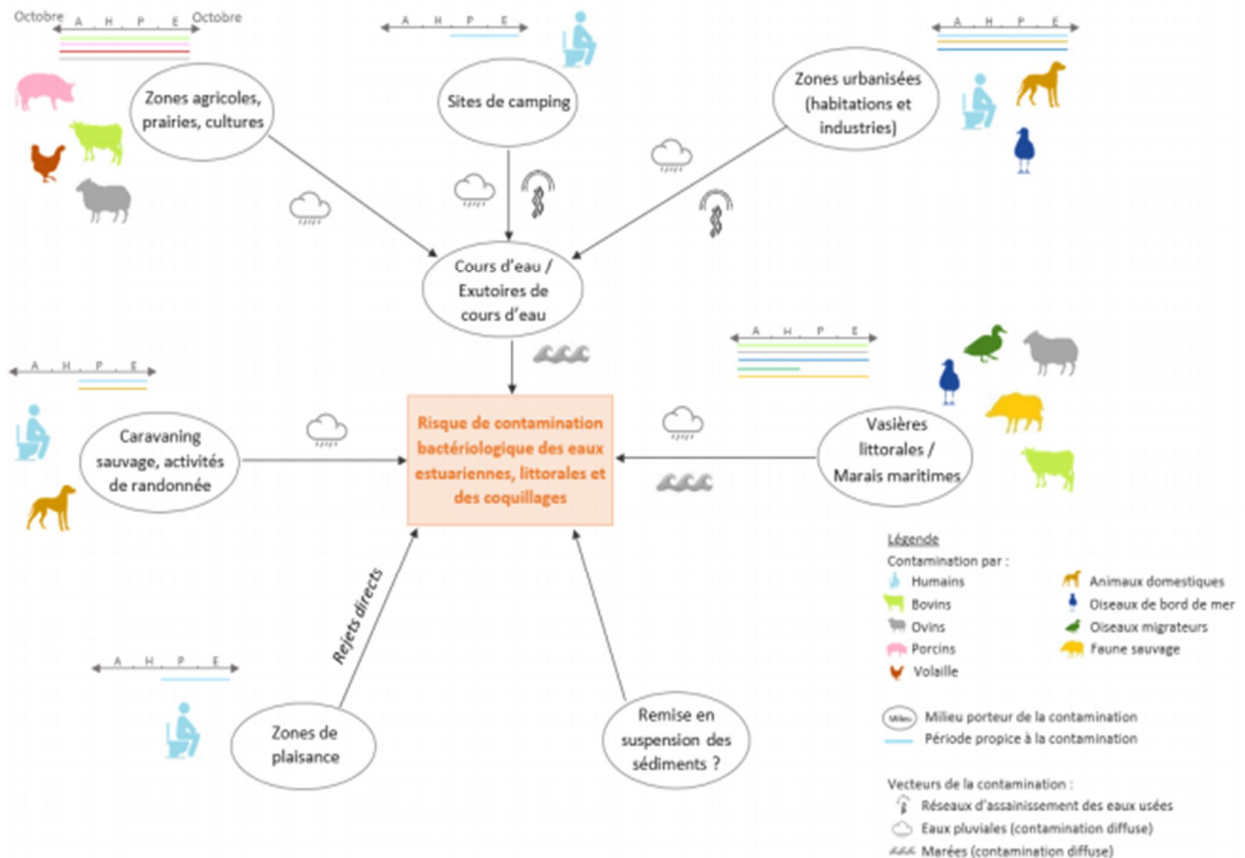 Octobre
A . H . P . E
Octobre
Zones agricoles,
prairies, cultures
A . H . P . E
Sites de camping
A . H . P . E
Zones urbanisées
(habitations et
industries)
Cours d'eau /
Exutoires de
cours d'eau
A . H . P . E
Caravaning
sauvage, activités
de randonnée
Risque de contamination
bactériologique des eaux
estuariennes, littorales et
des coquillages
A . H . P . E
Vasières
littorales /
Marais maritimes
Rejets directs
A . H . P . E
Zones de
plaisance
Remise en
suspension des
sédiments ?
Légende
Contamination par :
Humains
Bovins
Ovins
Porcins
Volaille
Animaux domestiques
Oiseaux de bord de mer
Oiseaux migrateurs
Faune sauvage
Milieu
Milieu porteur de la contamination
Période propice à la contamination
Vecteurs de la contamination :
Réseaux d'assainissement des eaux usées
Eaux pluviales (contamination diffuse)
Marées (contamination diffuse)